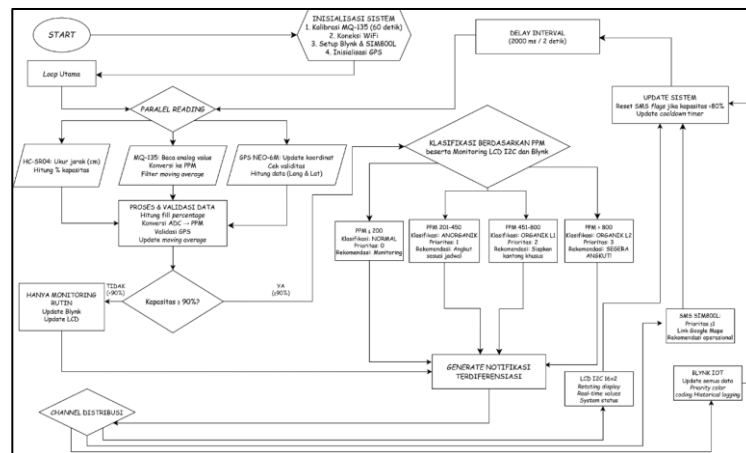 START
INISIALISASI SISTEM
1. Kalibrasi MQ-135 (60 detik)
2. Koneksi WiFi
3. Setup Blynk & SIM800L
4. Inisialisasi GPS
DELAY INTERVAL
(2000 ms / 2 detik)
Loop Utama
UPDATE SISTEM
Reset SMS flags jika kapasitas <80%
Update cooldown timer
PARALEL READING
HC-SR04: Ukur jarak (cm)
Hitung % kapasitas
MQ-135: Baca analog value
Konversi ke PPM
Filter moving average
GPS NEO-6M: Update koordinat
Cek validitas
Hitung data (Long & Lat)
KLASIFIKASI BERDASARKAN PPM
beserta Monitoring LCD I2C dan Blynk
PROSES & VALIDASI DATA
Hitung fill percentage
Konversi ADC → PPM
Validasi GPS
Update moving average
PPM ≤ 200
Klasifikasi: NORMAL
Prioritas: 0
Rekomendasi: Monitoring
PPM 201-450
Klasifikasi: ANORGANIK
Prioritas: 1
Rekomendasi: Angkut
sesuai jadwal
PPM 451-800
Klasifikasi: ORGANIK L1
Prioritas: 2
Rekomendasi: Siapkan
kantong khusus
PPM > 800
Klasifikasi: ORGANIK L2
Prioritas: 3
Rekomendasi: SEGERA
ANGKUT!
Kapasitas ≥ 90%?
TIDAK
(<90%)
YA
(≥90%)
HANYA MONITORING
RUTIN
Update Blynk
Update LCD
SMS SIM800L:
Prioritas ≥1
Link Google Maps
Rekomendasi operasional
GENERATE NOTIFIKASI
TERDIFERENSIASI
LCD I2C 16x2
Rotating display
Real-time values
System status
BLYNK IOT
Update semua data
Priority color
coding Historical logging
CHANNEL DISTRIBUSI